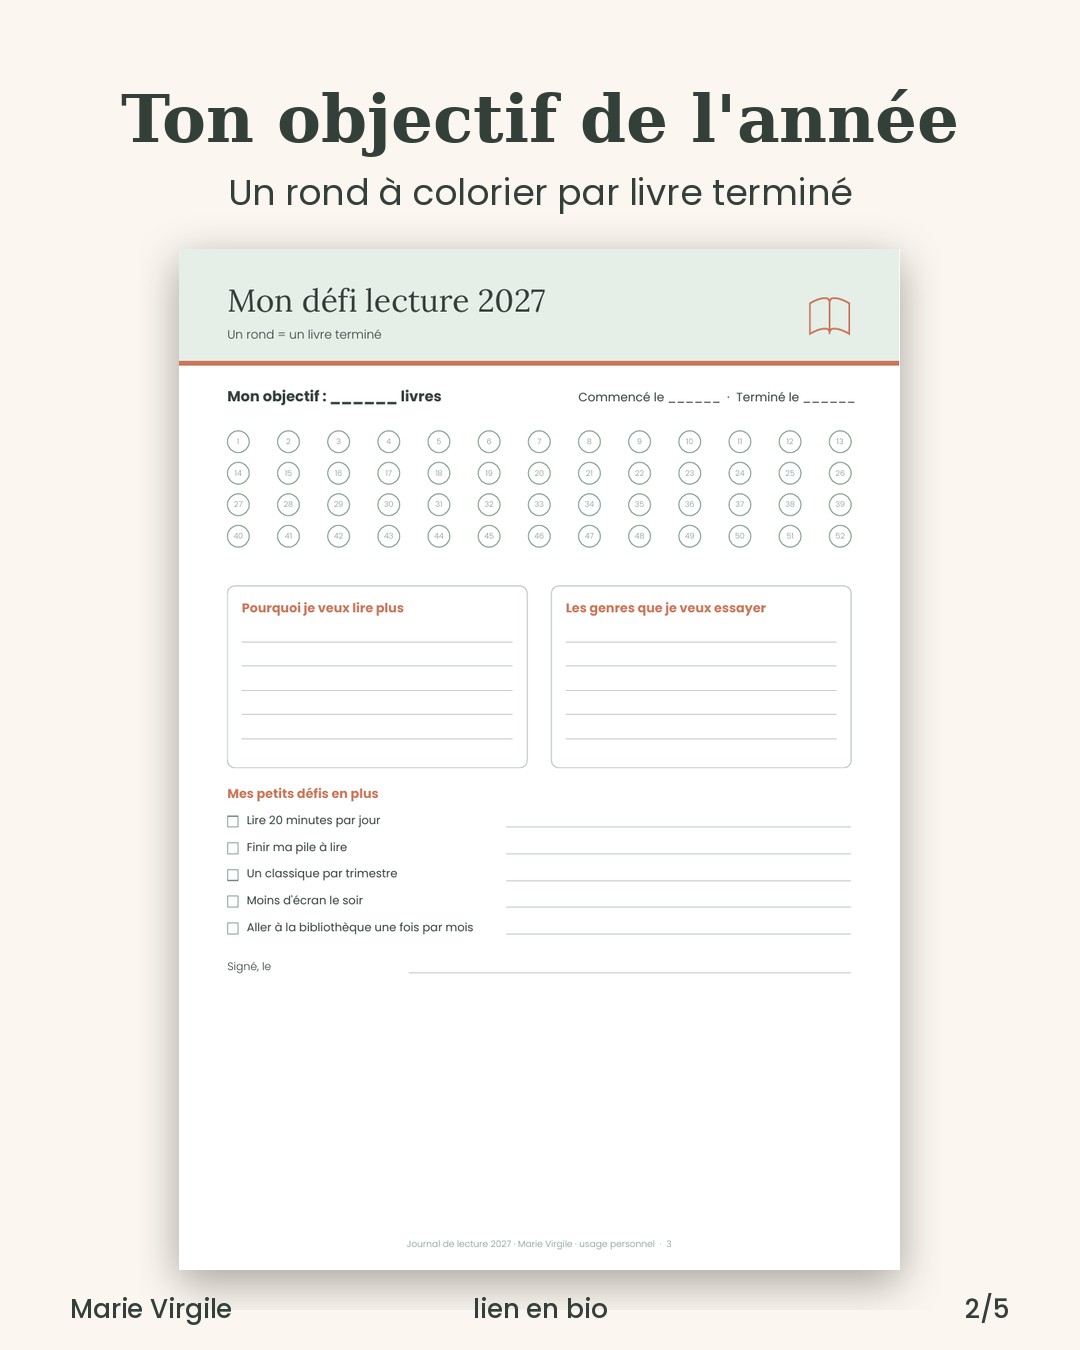 Ton objectif de l'année
Un rond à colorier par livre terminé
Mon défi lecture 2027
Un rond = un livre terminé
Mon objectif : ______ livres
Commencé le ______ · Terminé le ______
1 2 3 4 5 6 7 8 9 10 11 12 13
14 15 16 17 18 19 20 21 22 23 24 25 26
27 28 29 30 31 32 33 34 35 36 37 38 39
40 41 42 43 44 45 46 47 48 49 50 51 52
Pourquoi je veux lire plus
Les genres que je veux essayer
Mes petits défis en plus
Lire 20 minutes par jour
Finir ma pile à lire
Un classique par trimestre
Moins d'écran le soir
Aller à la bibliothèque une fois par mois
Signé, le
Journal de lecture 2027 · Marie Virgile · usage personnel · 3
Marie Virgile
lien en bio
2/5